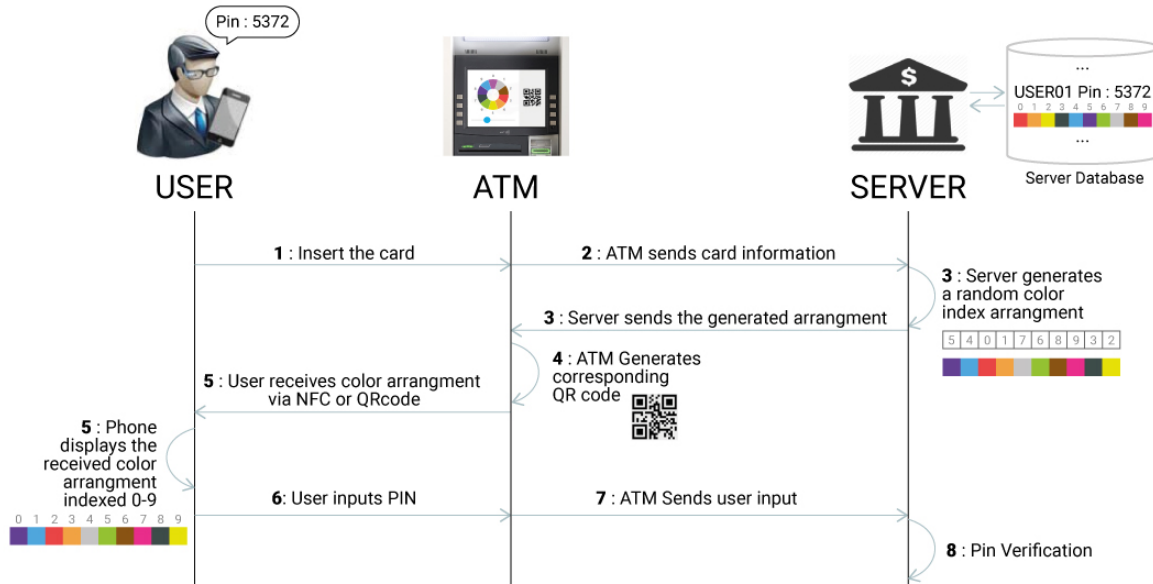 Pin : 5372
...
USER01 Pin : 5372
0 1 2 3 4 5 6 7 8 9
...
Server Database
USER
ATM
SERVER
1 : Insert the card
2 : ATM sends card information
3 : Server generates
a random color
index arrangment
5 4 0 1 7 6 8 9 3 2
3 : Server sends the generated arrangment
4 : ATM Generates
corresponding
QR code
5 : User receives color arrangment
via NFC or QRcode
5 : Phone
displays the
received color
arrangment
indexed 0-9
0 1 2 3 4 5 6 7 8 9
6: User inputs PIN
7 : ATM Sends user input
8 : Pin Verification